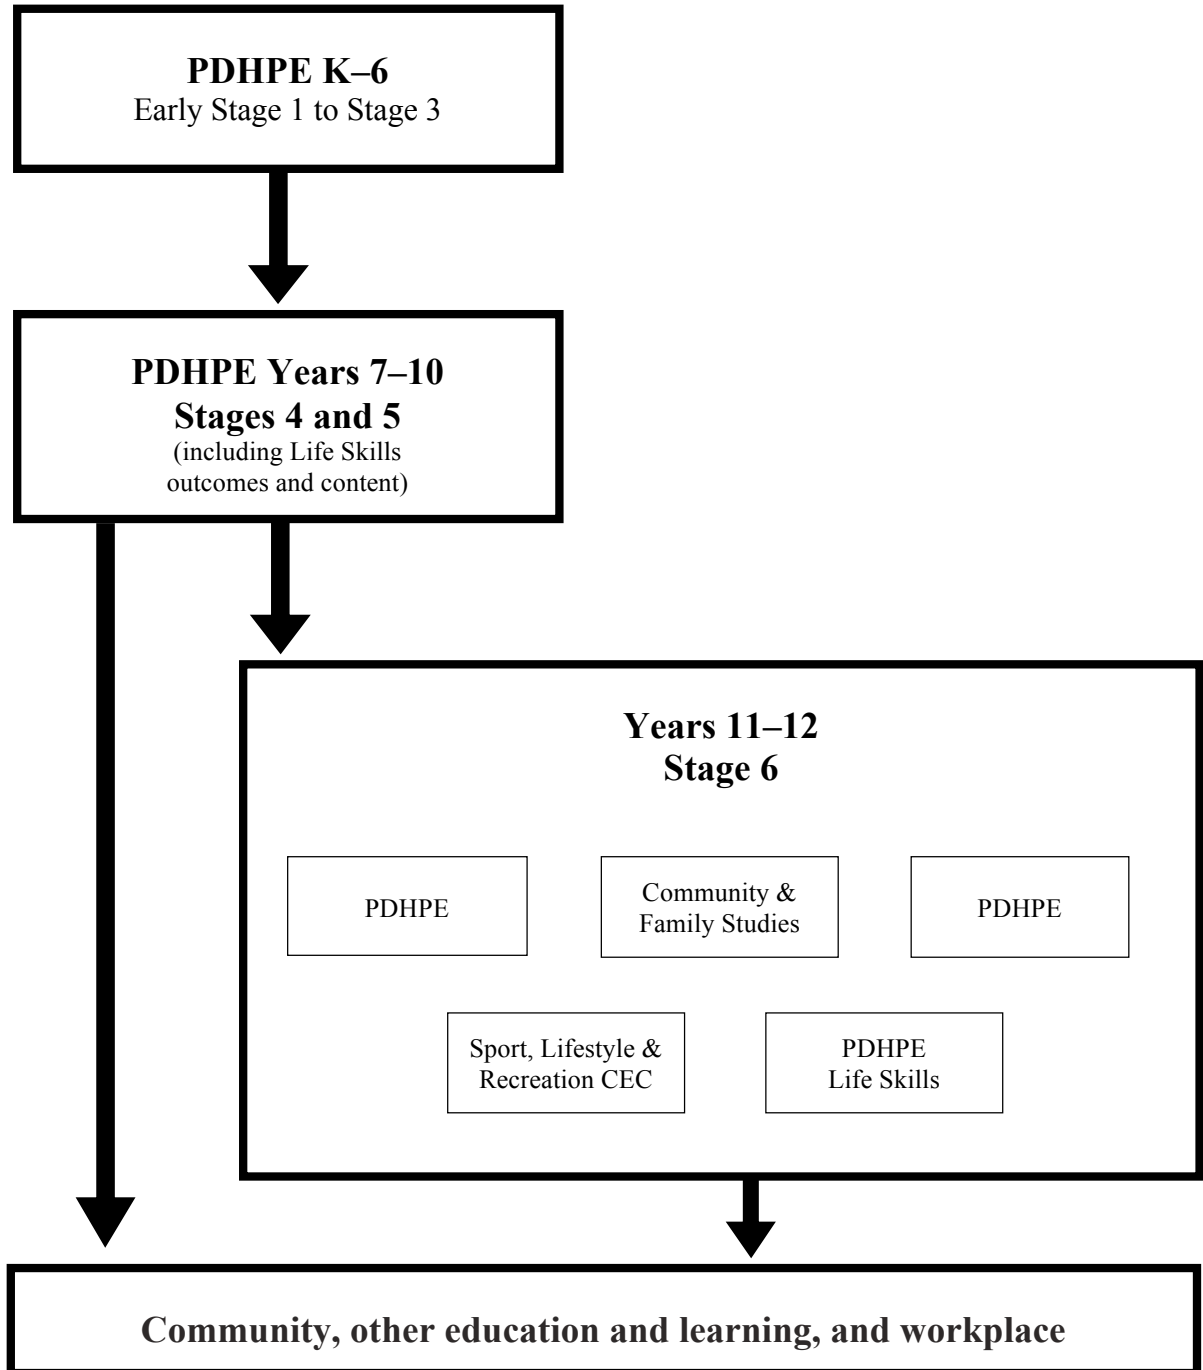 PDHPE K–6
Early Stage 1 to Stage 3
PDHPE Years 7–10
Stages 4 and 5
(including Life Skills
outcomes and content)
Years 11–12
Stage 6
PDHPE
Community &
Family Studies
PDHPE
Sport, Lifestyle &
Recreation CEC
PDHPE
Life Skills
Community, other education and learning, and workplace